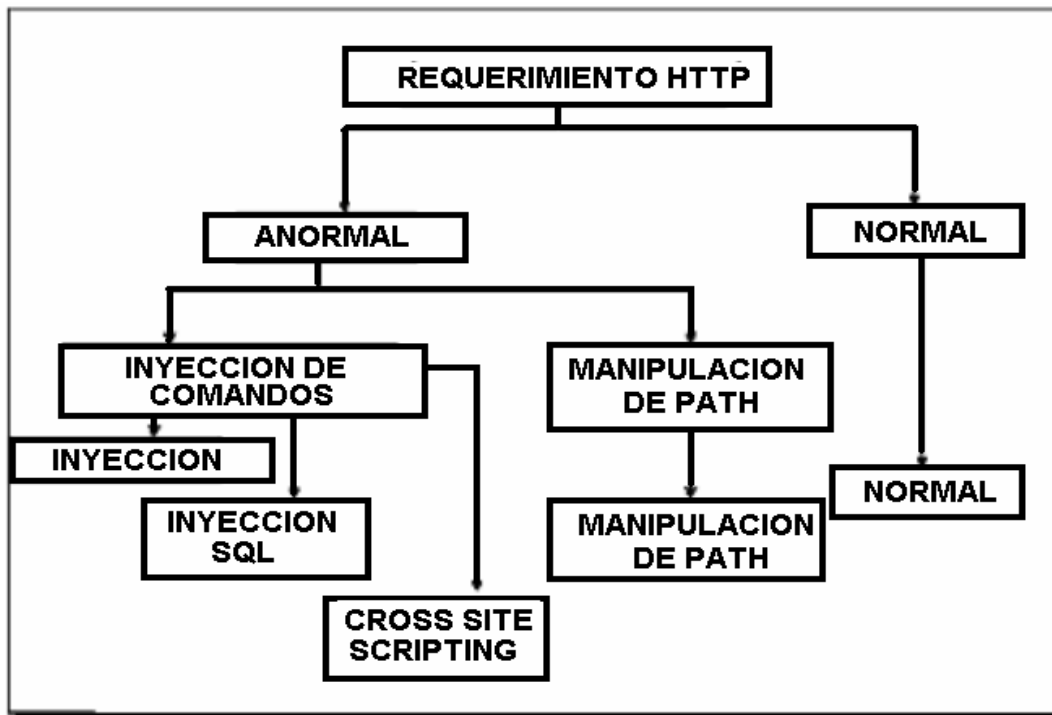 REQUERIMIENTO HTTP
ANORMAL
NORMAL
INYECCION DE
COMANDOS
MANIPULACION
DE PATH
INYECCION
NORMAL
INYECCION
SQL
MANIPULACION
DE PATH
CROSS SITE
SCRIPTING